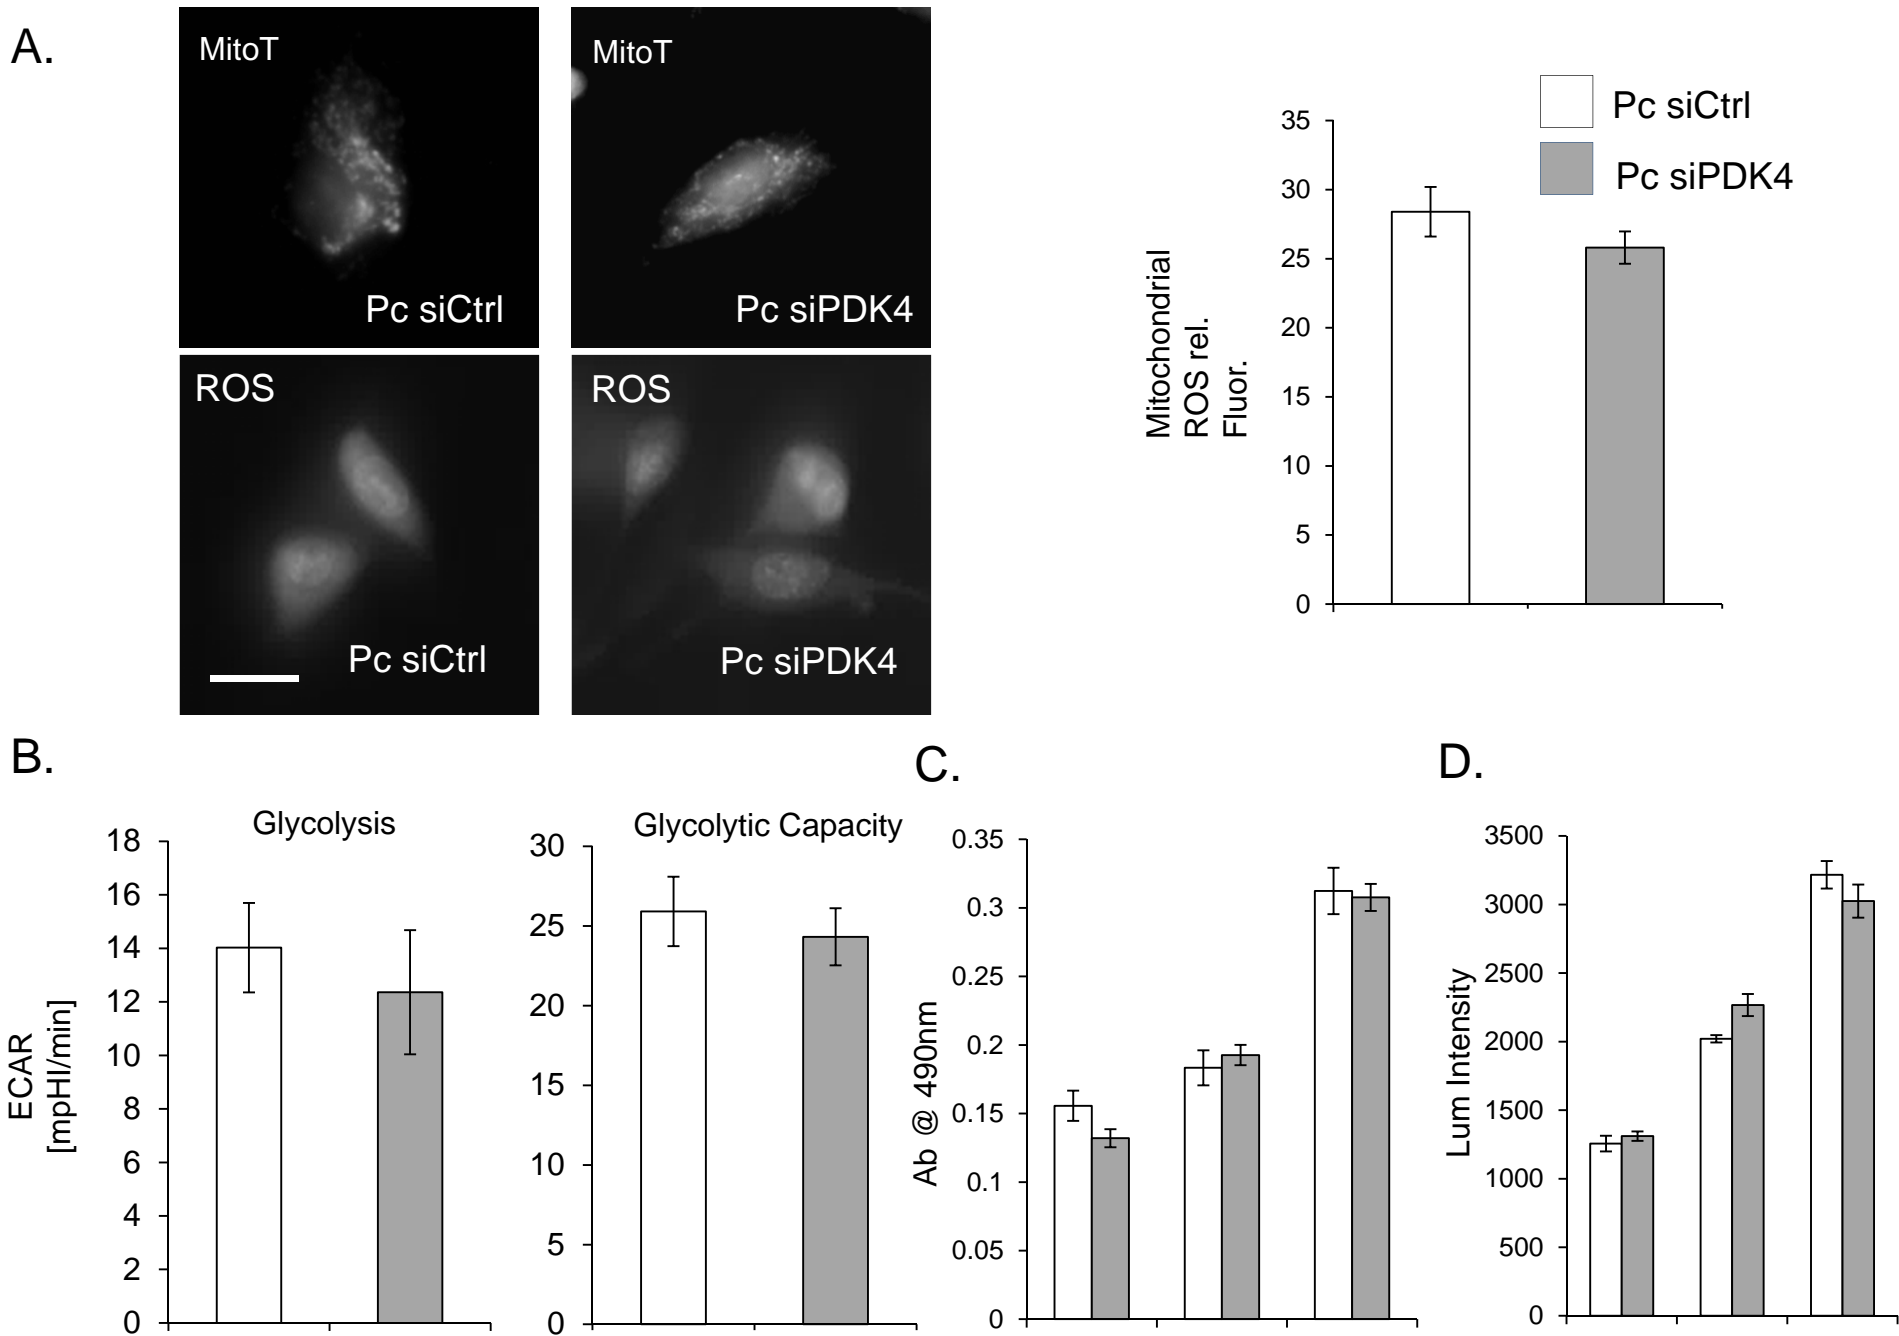 A.
MitoT
Pc siCtrl
MitoT
Pc siPDK4
ROS
Pc siCtrl
ROS
Pc siPDK4
Mitochondrial
ROS rel.
Fluor.
35
30
25
20
15
10
5
0
Pc siCtrl
Pc siPDK4
B.
Glycolysis
ECAR
[mpHI/min]
18
16
14
12
10
8
6
4
2
0
Glycolytic Capacity
30
25
20
15
10
5
0
C.
Ab @ 490nm
0.35
0.3
0.25
0.2
0.15
0.1
0.05
0
D.
Lum Intensity
3500
3000
2500
2000
1500
1000
500
0